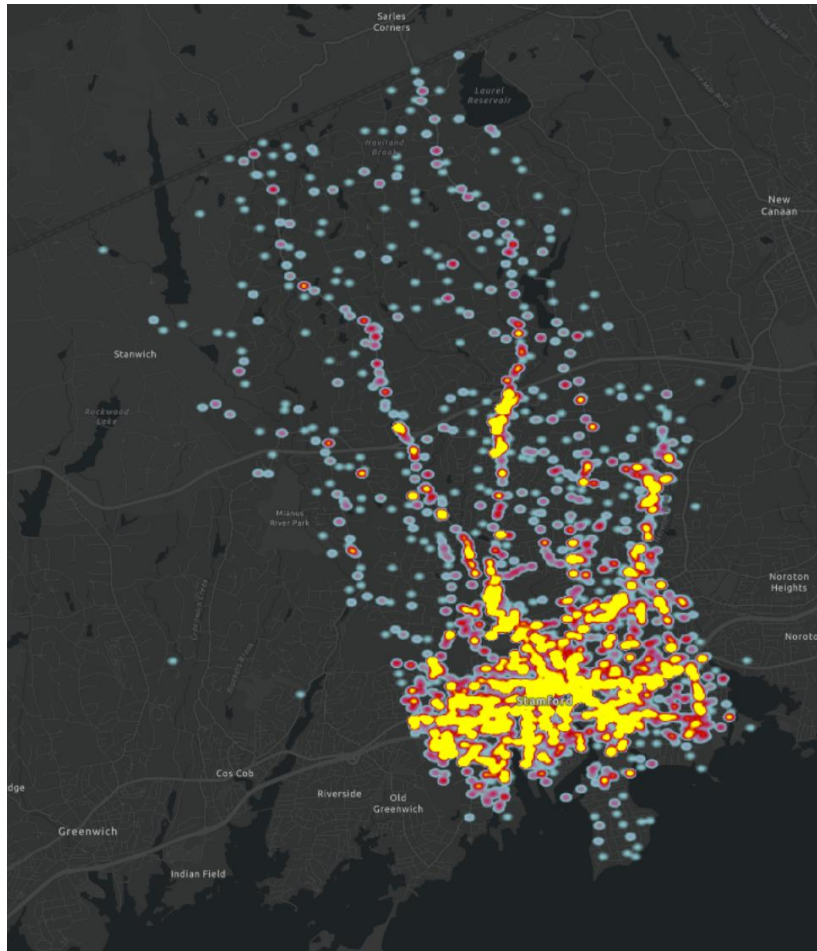 Sarles
Corners
Laurel
Reservoir
Haviland
Brook
New
Canaan
Stanwich
Rockwood
Lake
Mianus
River Park
Noroton
Heights
Noroto
Stamford
Cos Cob
dge
Riverside
Old
Greenwich
Greenwich
Indian Field